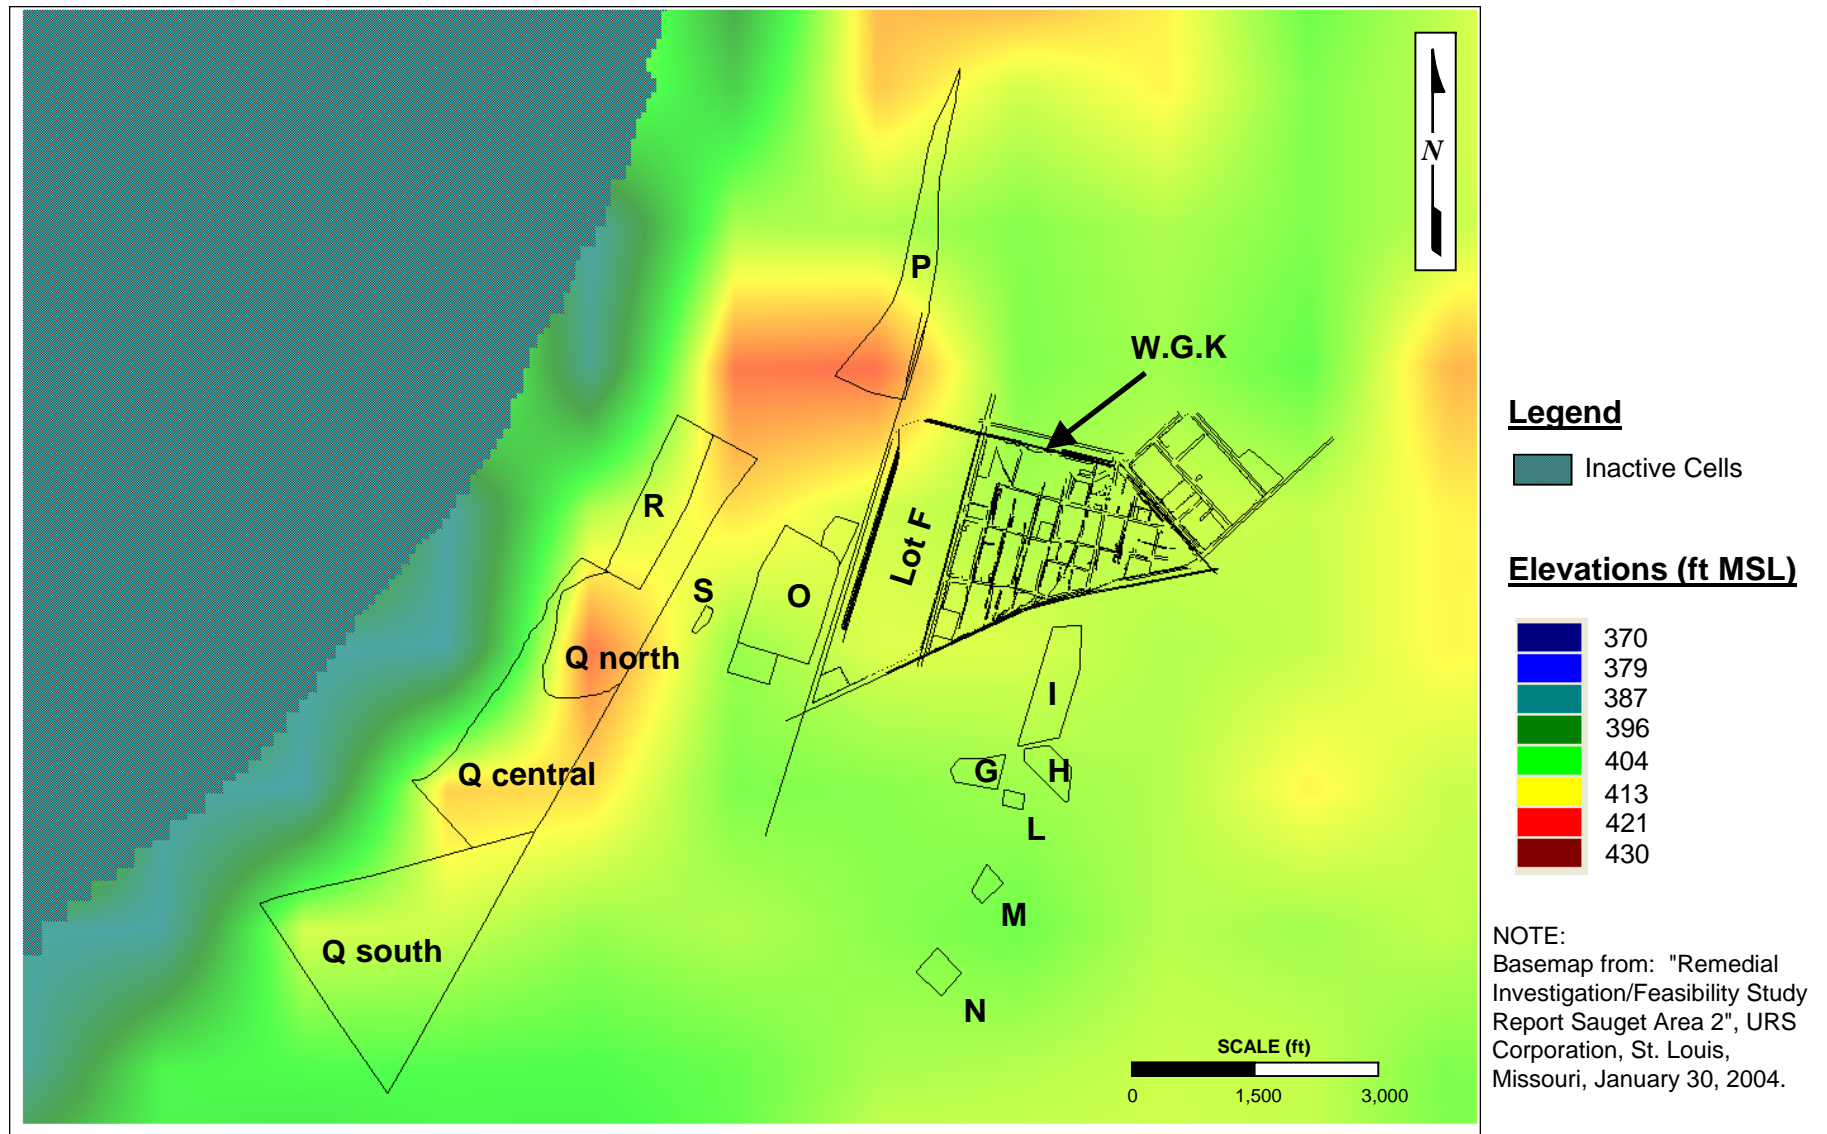 N
P
W.G.K
R
Lot F
S
O
Q north
I
Q central
G
H
L
M
Q south
N
SCALE (ft)
0 1,500 3,000
Legend
Inactive Cells
Elevations (ft MSL)
370
379
387
396
404
413
421
430
NOTE:
Basemap from: "Remedial
Investigation/Feasibility Study
Report Sauget Area 2", URS
Corporation, St. Louis,
Missouri, January 30, 2004.